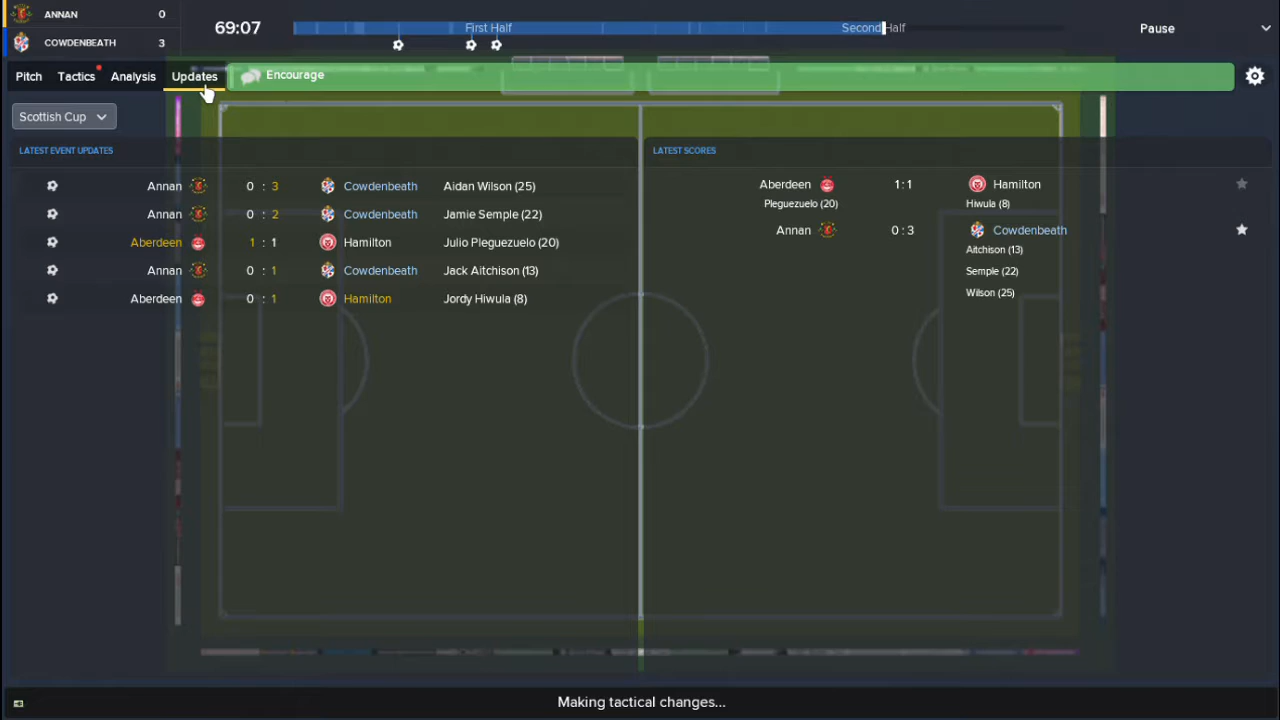 ANNAN 0
COWDENBEATH 3
69:07
First Half
Second Half
Pause
Pitch
Tactics
Analysis
Updates
Encourage
Scottish Cup
LATEST EVENT UPDATES
Annan 0 : 3 Cowdenbeath Aidan Wilson (25)
Annan 0 : 2 Cowdenbeath Jamie Semple (22)
Aberdeen 1 : 1 Hamilton Julio Pleguezuelo (20)
Annan 0 : 1 Cowdenbeath Jack Aitchison (13)
Aberdeen 0 : 1 Hamilton Jordy Hiwula (8)
LATEST SCORES
Aberdeen 1:1 Hamilton
Pleguezuelo (20) Hiwula (8)
Annan 0:3 Cowdenbeath
Aitchison (13)
Semple (22)
Wilson (25)
Making tactical changes...